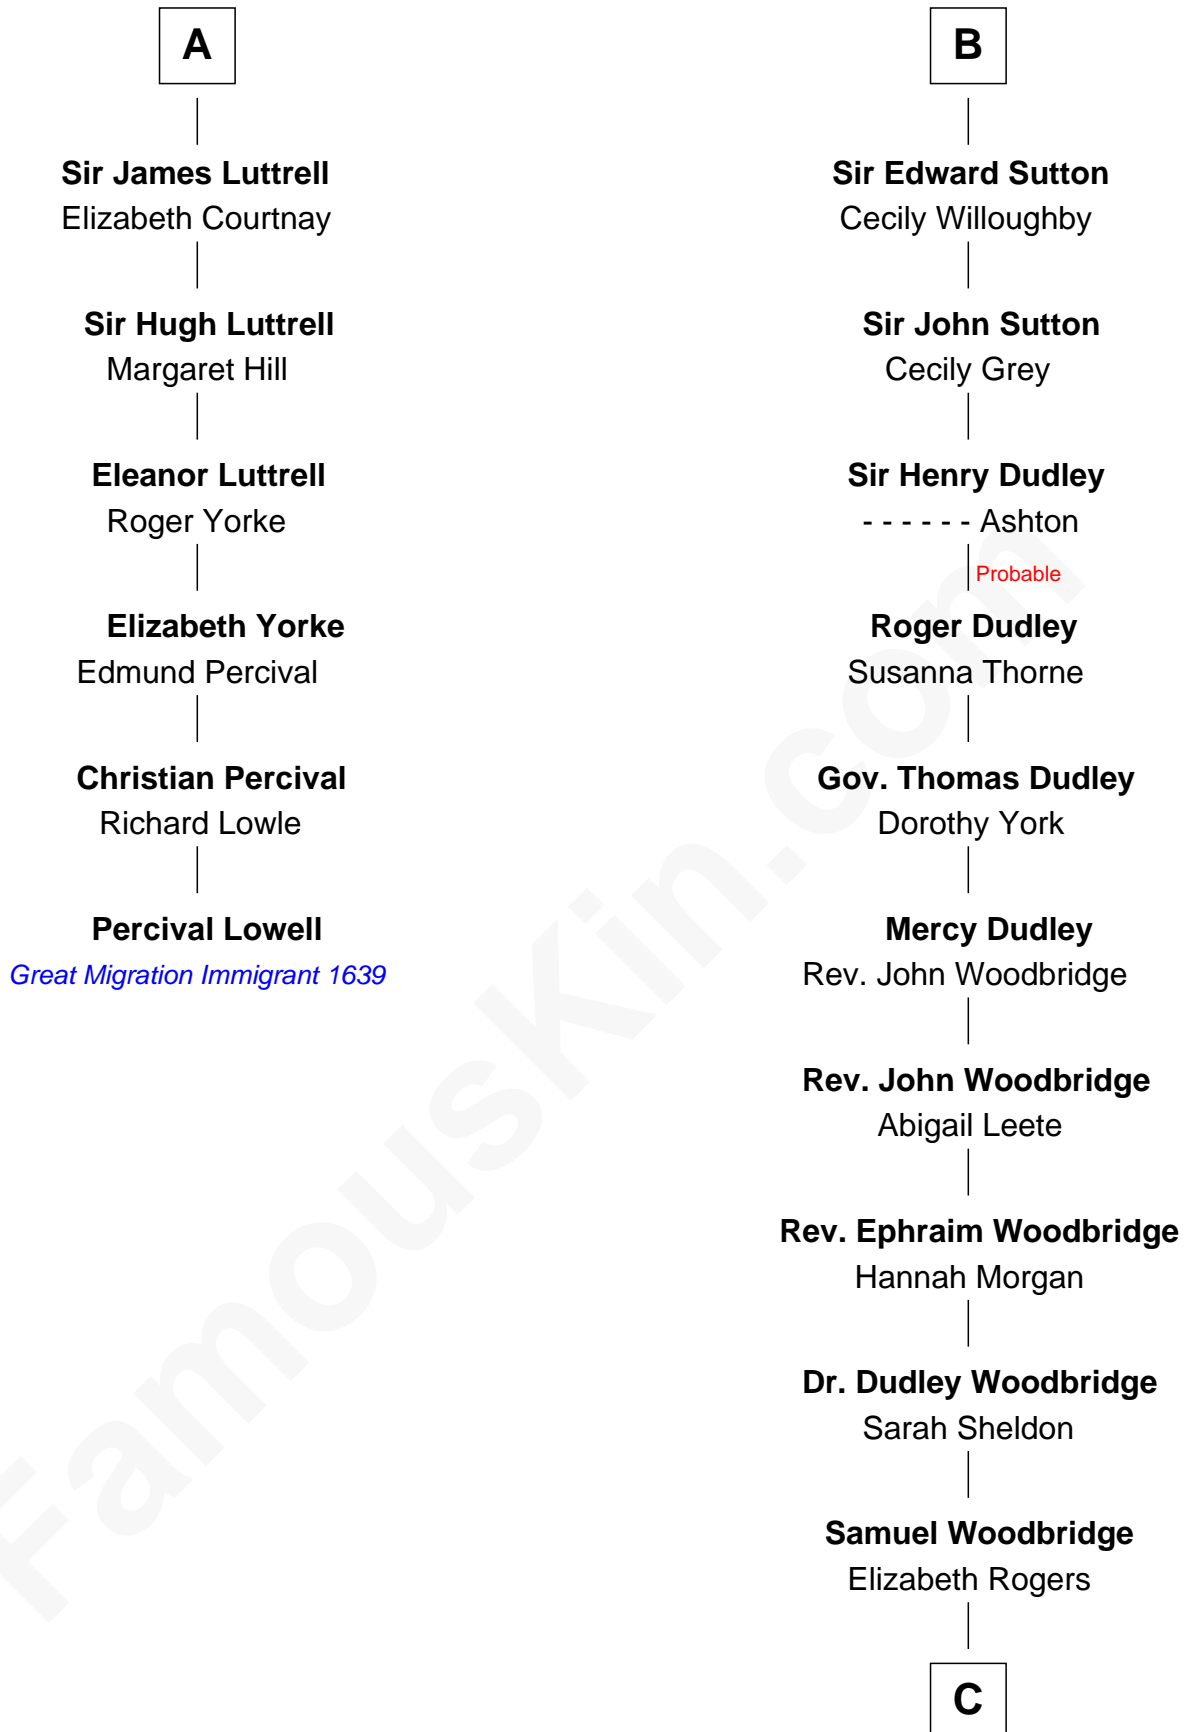 A
Sir James Luttrell
Elizabeth Courtnay
Sir Hugh Luttrell
Margaret Hill
Eleanor Luttrell
Roger Yorke
Elizabeth Yorke
Edmund Percival
Christian Percival
Richard Lowle
Percival Lowell
Great Migration Immigrant 1639
B
Sir Edward Sutton
Cecily Willoughby
Sir John Sutton
Cecily Grey
Sir Henry Dudley
- - - - - - Ashton
Probable
Roger Dudley
Susanna Thorne
Gov. Thomas Dudley
Dorothy York
Mercy Dudley
Rev. John Woodbridge
Rev. John Woodbridge
Abigail Leete
Rev. Ephraim Woodbridge
Hannah Morgan
Dr. Dudley Woodbridge
Sarah Sheldon
Samuel Woodbridge
Elizabeth Rogers
C
FamousKin.com